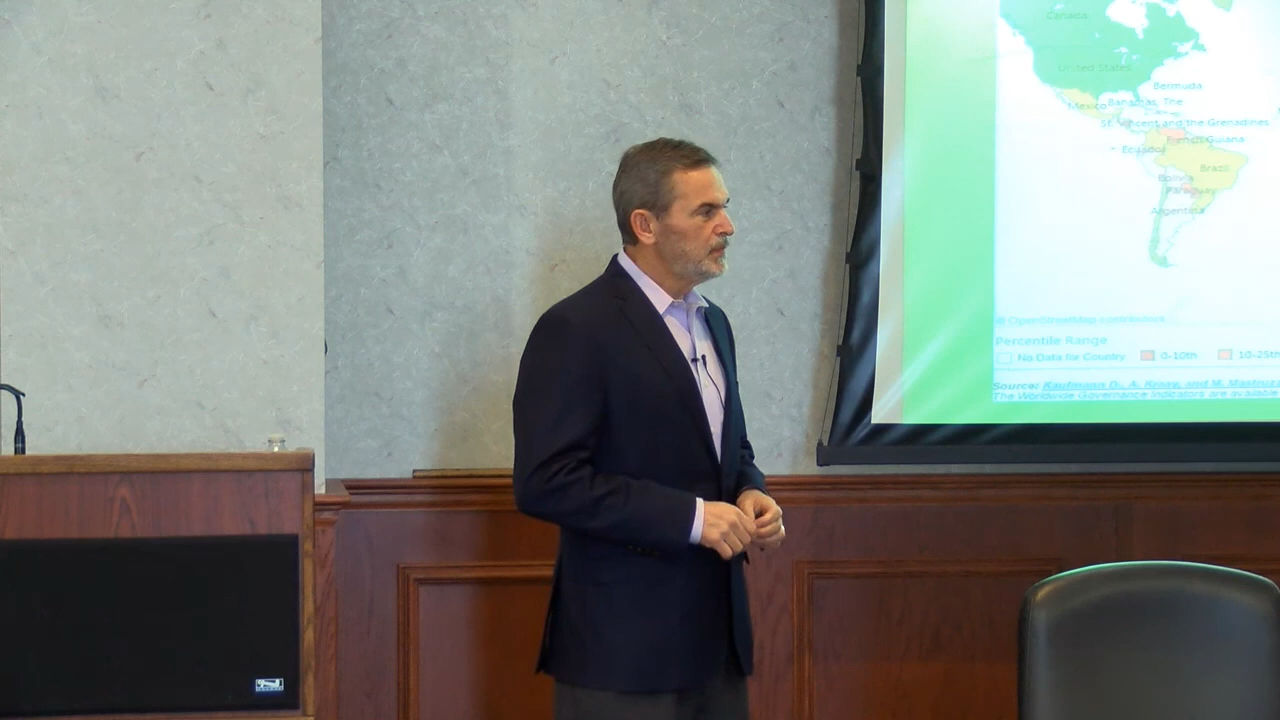 Canada
United States
Bermuda
Mexico
Bahamas, The
St. Vincent and the Grenadines
French Guiana
Ecuador
Brazil
Bolivia
Paraguay
Argentina
© OpenStreetMap contributors
Percentile Range
No Data for Country 0-10th 10-25th
Source: Kaufmann D., A. Kraay, and M. Mastruzzi
The Worldwide Governance Indicators are available